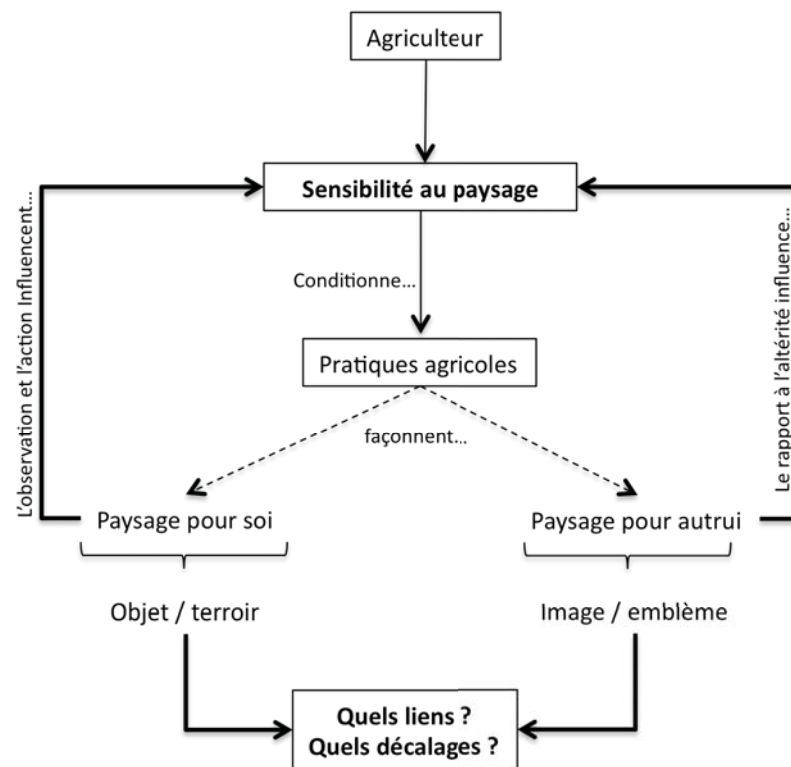 Agriculteur
Sensibilité au paysage
L'observation et l'action Influencent...
Le rapport à l'altérité influence...
Conditionne...
Pratiques agricoles
façonnent...
Paysage pour soi
Paysage pour autrui
Objet / terroir
Image / emblème
Quels liens ?
Quels décalages ?